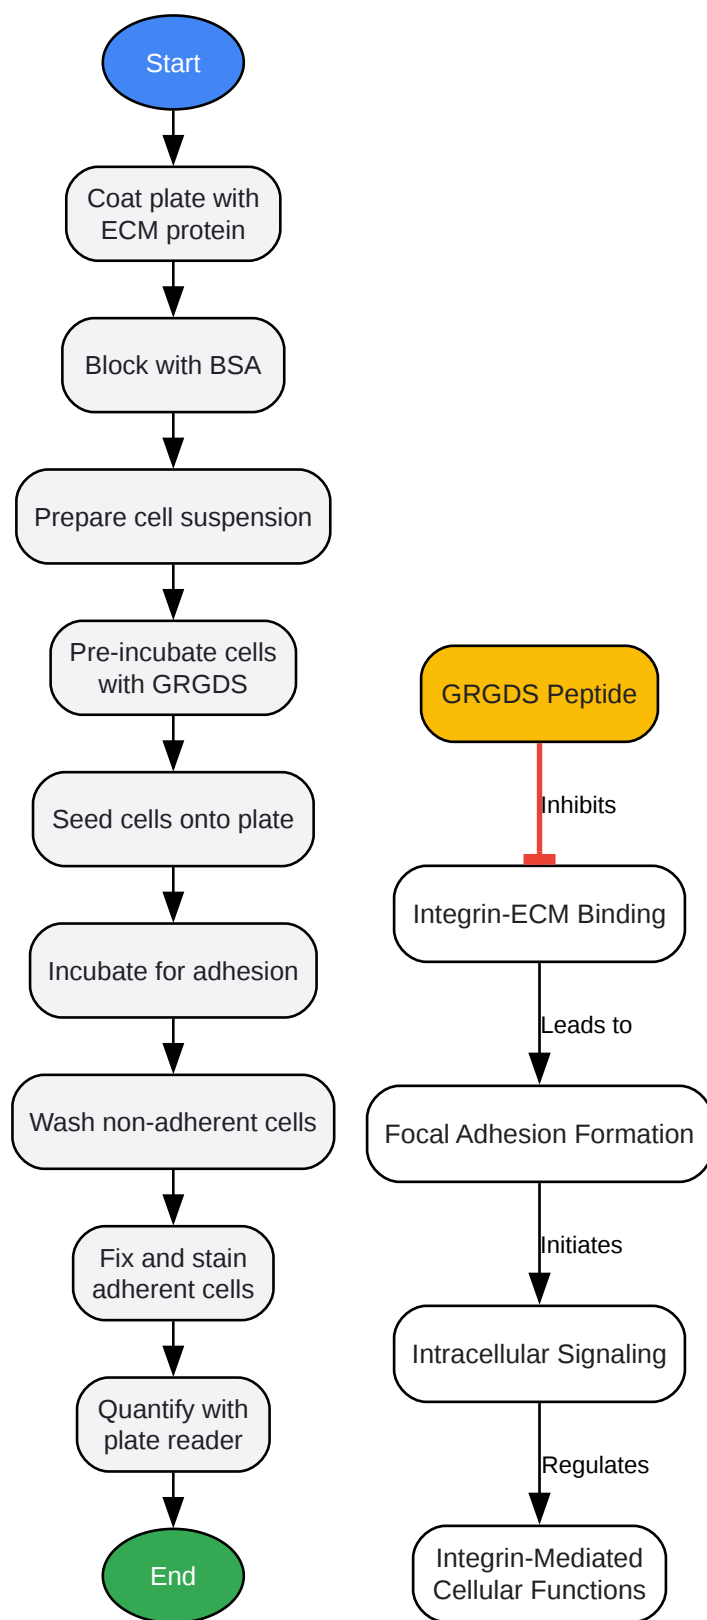 Start
Coat plate with
ECM protein
Block with BSA
Prepare cell suspension
Pre-incubate cells
with GRGDS
Seed cells onto plate
Incubate for adhesion
Wash non-adherent cells
Fix and stain
adherent cells
Quantify with
plate reader
End
GRGDS Peptide
Inhibits
Integrin-ECM Binding
Leads to
Focal Adhesion Formation
Initiates
Intracellular Signaling
Regulates
Integrin-Mediated
Cellular Functions